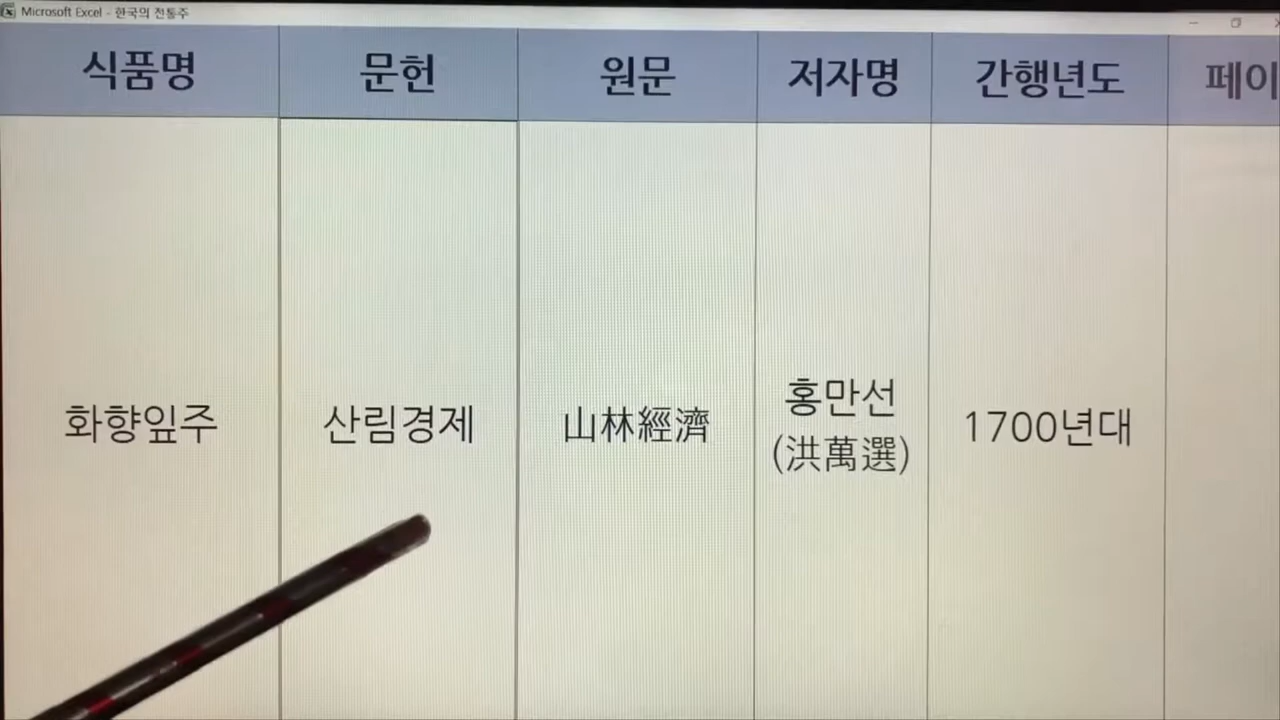 Microsoft Excel - 한국의 전통주
식품명 문헌 원문 저자명 간행년도 페이
화향잎주 산림경제 山林經濟 홍만선 1700년대
(洪萬選)